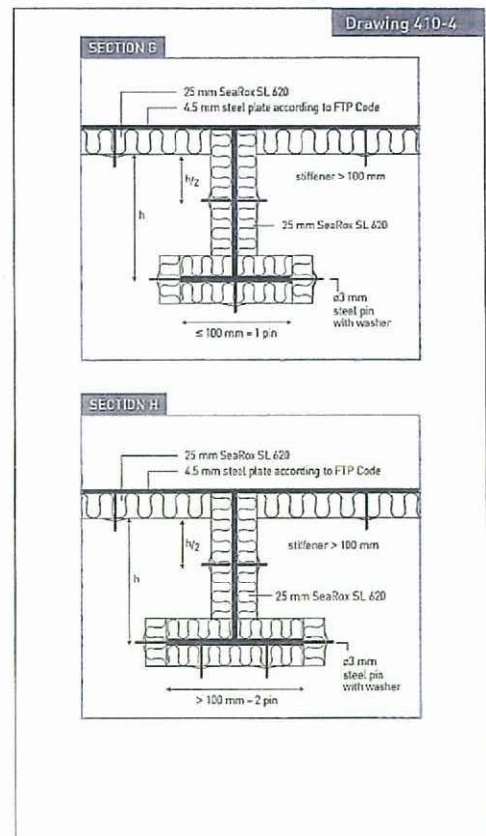 Drawing 410-4
SECTION G
25 mm SeaRox SL 620
4.5 mm steel plate according to FTP Code
h/2
stiffener > 100 mm
h
25 mm SeaRox SL 620
ø3 mm
steel pin
with washer
≤ 100 mm = 1 pin
SECTION H
25 mm SeaRox SL 620
4.5 mm steel plate according to FTP Code
h/2
stiffener > 100 mm
h
25 mm SeaRox SL 620
ø3 mm
steel pin
with washer
> 100 mm = 2 pin